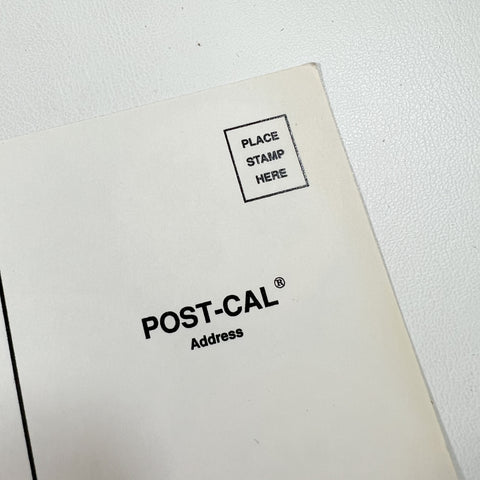 PLACE
STAMP
HERE
POST-CAL®
Address